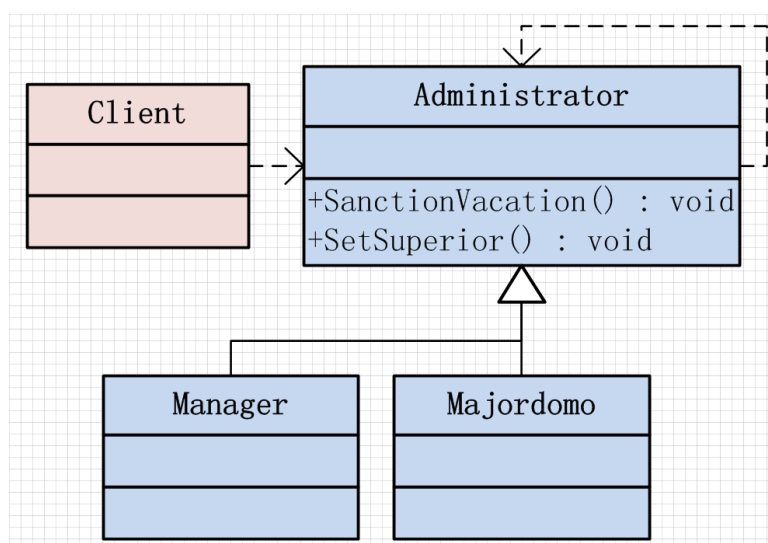 Client
Administrator
+SanctionVacation() : void
+SetSuperior() : void
Manager
Majordomo